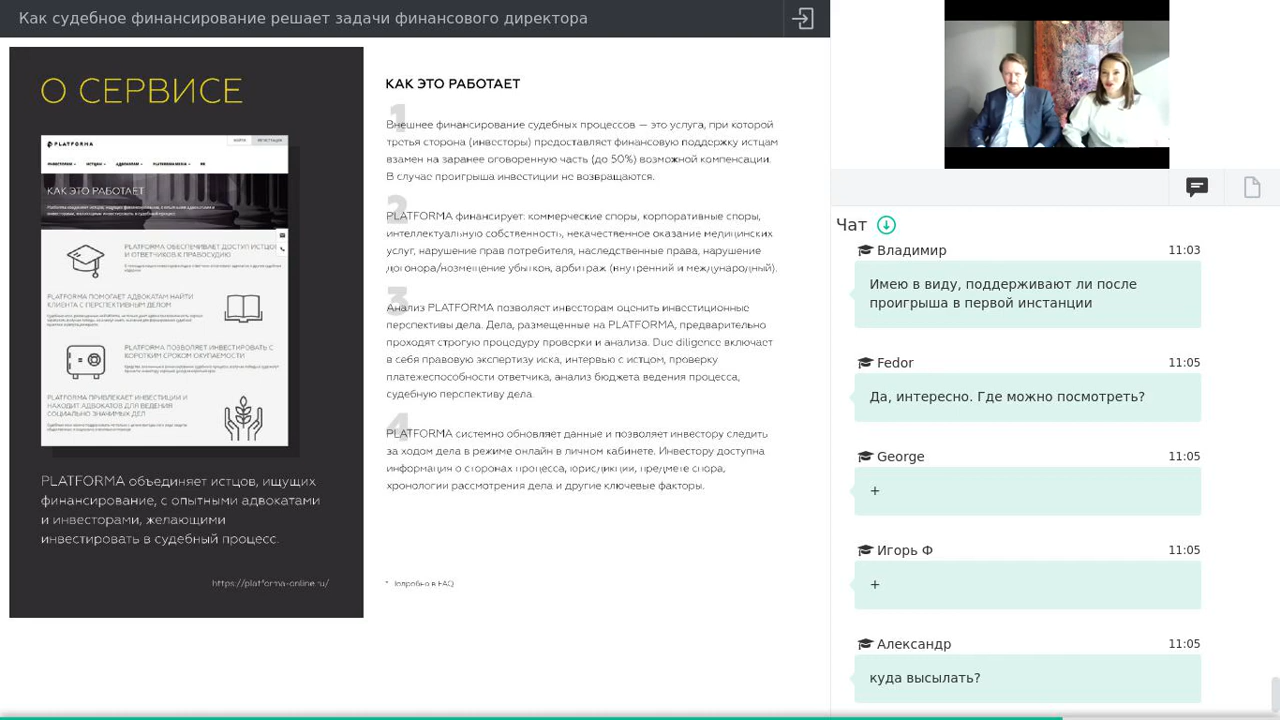 Как судебное финансирование решает задачи финансового директора
О СЕРВИСЕ
PLATFORMA
КАК ЭТО РАБОТАЕТ
PLATFORMA ОБЕСПЕЧИВАЕТ ДОСТУП ИСТЦОВ
И ОТВЕТЧИКОВ К ПРАВОСУДИЮ
PLATFORMA ПОМОГАЕТ АДВОКАТАМ НАЙТИ
КЛИЕНТА С ПЕРСПЕКТИВНЫМ ДЕЛОМ
PLATFORMA ПОЗВОЛЯЕТ ИНВЕСТИРОВАТЬ С
КОРОТКИМ СРОКОМ ОКУПАЕМОСТИ
PLATFORMA ПРИВЛЕКАЕТ ИНВЕСТИЦИИ И
НАХОДИТ АДВОКАТОВ ДЛЯ ВЕДЕНИЯ
СОЦИАЛЬНО ЗНАЧИМЫХ ДЕЛ
PLATFORMA объединяет истцов, ищущих
финансирование, с опытными адвокатами
и инвесторами, желающими
инвестировать в судебный процесс.
https://platforma-online.ru/
КАК ЭТО РАБОТАЕТ
1
Внешнее финансирование судебных процессов — это услуга, при которой
третья сторона (инвесторы) предоставляет финансовую поддержку истцам
взамен на заранее оговоренную часть (до 50%) возможной компенсации.
В случае проигрыша инвестиции не возвращаются.
2
PLATFORMA финансирует: коммерческие споры, корпоративные споры,
интеллектуальную собственность, некачественное оказание медицинских
услуг, нарушение прав потребителя, наследственные права, нарушение
договора/возмещение убытков, арбитраж (внутренний и международный).
3
Анализ PLATFORMA позволяет инвесторам оценить инвестиционные
перспективы дела. Дела, размещенные на PLATFORMA, предварительно
проходят строгую процедуру проверки и анализа. Due diligence включает
в себя правовую экспертизу иска, интервью с истцом, проверку
платежеспособности ответчика, анализ бюджета ведения процесса,
судебную перспективу дела.
4
PLATFORMA системно обновляет данные и позволяет инвестору следить
за ходом дела в режиме онлайн в личном кабинете. Инвестору доступна
информация о сторонах процесса, юрисдикции, предмете спора,
хронологии рассмотрения дела и другие ключевые факторы.
* Подробно в FAQ
Чат
Владимир 11:03
Имею в виду, поддерживают ли после
проигрыша в первой инстанции
Fedor 11:05
Да, интересно. Где можно посмотреть?
George 11:05
+
Игорь Ф 11:05
+
Александр 11:05
куда высылать?